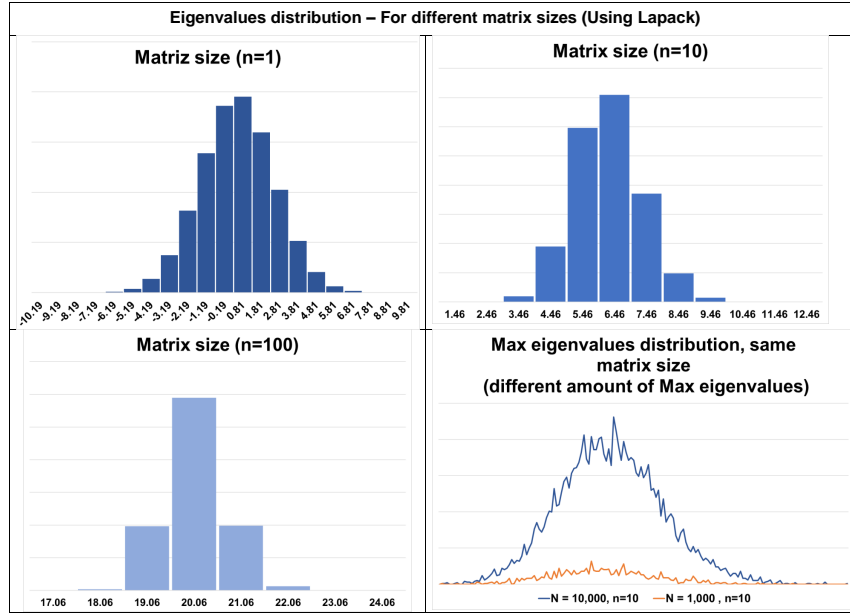 Eigenvalues distribution – For different matrix sizes (Using Lapack)
Matriz size (n=1)
-10.19 -9.19 -8.19 -7.19 -6.19 -5.19 -4.19 -3.19 -2.19 -1.19 -0.19 0.81 1.81 2.81 3.81 4.81 5.81 6.81 7.81 8.81 9.81
Matrix size (n=10)
1.46 2.46 3.46 4.46 5.46 6.46 7.46 8.46 9.46 10.46 11.46 12.46
Matrix size (n=100)
17.06 18.06 19.06 20.06 21.06 22.06 23.06 24.06
Max eigenvalues distribution, same
matrix size
(different amount of Max eigenvalues)
N = 10,000, n=10 N = 1,000 , n=10